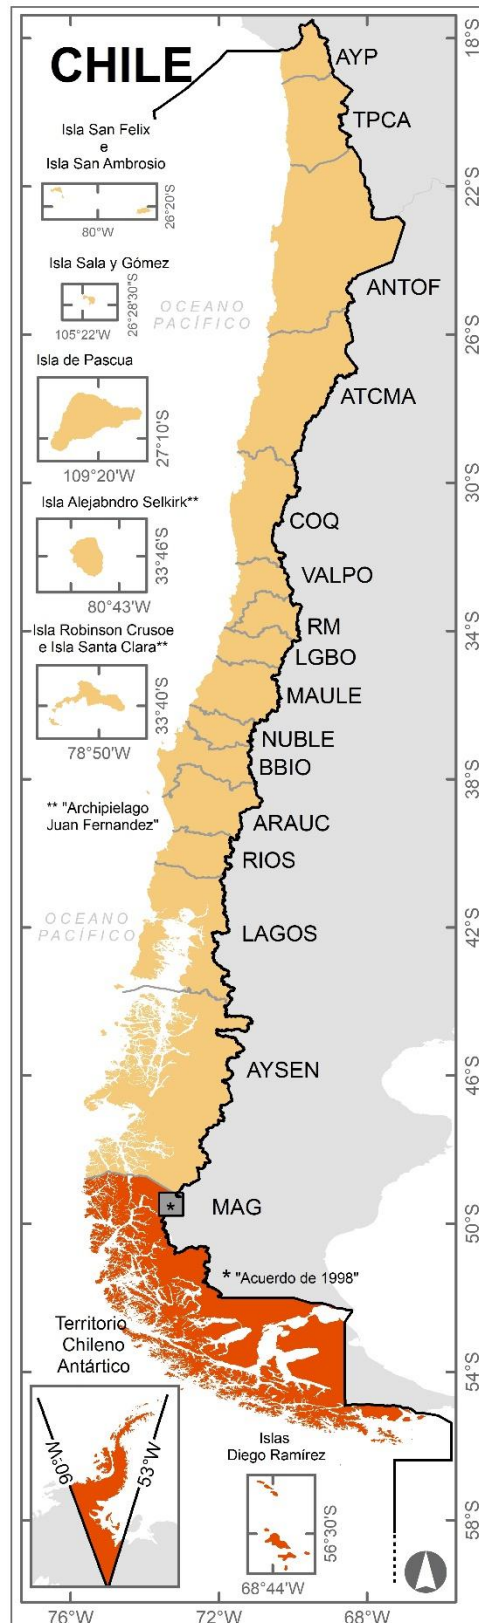 CHILE
Isla San Felix
e
Isla San Ambrosio
80°W
26°20'S
Isla Sala y Gómez
105°22'W
26°28'30"S
Isla de Pascua
109°20'W
27°10'S
Isla Alejabndro Selkirk**
80°43'W
33°46'S
Isla Robinson Crusoe
e Isla Santa Clara**
78°50'W
33°40'S
** "Archipielago
Juan Fernandez"
OCEANO
PACÍFICO
OCEANO
PACÍFICO
AYP
TPCA
ANTOF
ATCMA
COQ
VALPO
RM
LGBO
MAULE
NUBLE
BBIO
ARAUC
RIOS
LAGOS
AYSEN
MAG
*
* "Acuerdo de 1998"
Territorio
Chileno
Antártico
90°W
53°W
Islas
Diego Ramírez
68°44'W
56°30'S
18°S
22°S
26°S
30°S
34°S
38°S
42°S
46°S
50°S
54°S
58°S
76°W
72°W
68°W